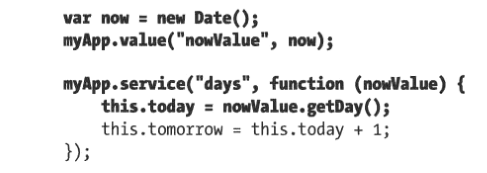 var now = new Date();
myApp.value("nowValue", now);
myApp.service("days", function (nowValue) {
    this.today = nowValue.getDay();
    this.tomorrow = this.today + 1;
});